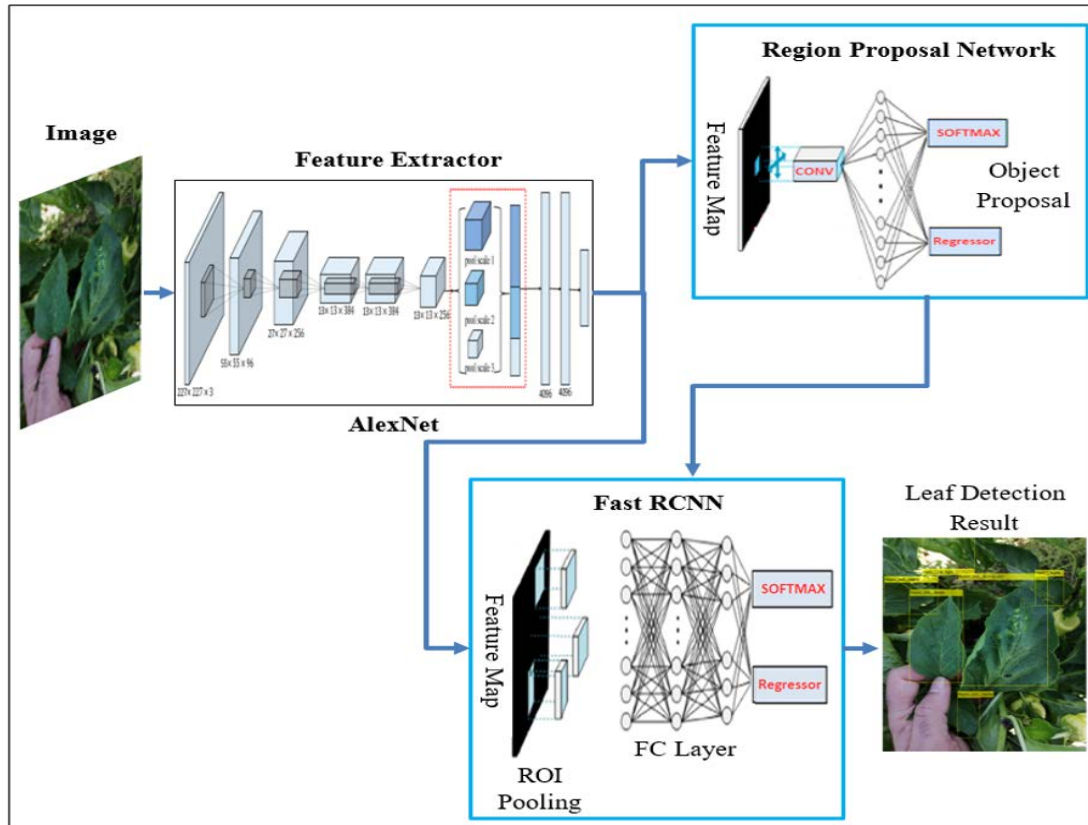 Image
Feature Extractor
227× 227 × 3
55× 55 × 96
27× 27 × 256
13× 13 × 384
13× 13 × 384
13× 13 × 256
pool scale 1
pool scale 2
pool scale 3
4096
4096
AlexNet
Region Proposal Network
Feature Map
CONV
SOFTMAX
Object
Proposal
Regressor
Fast RCNN
Feature Map
ROI
Pooling
FC Layer
SOFTMAX
Regressor
Leaf Detection
Result